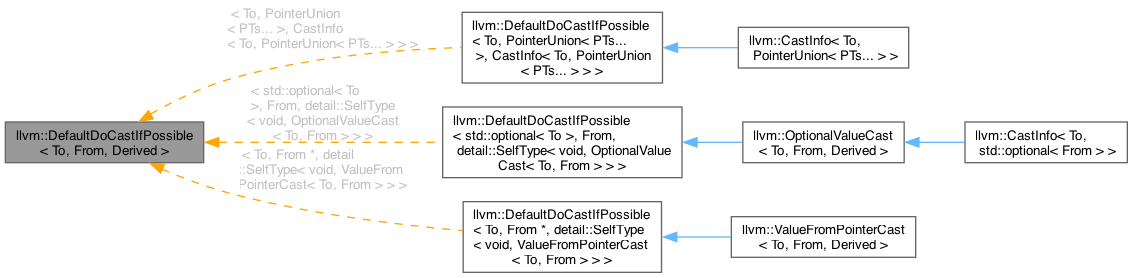 < To, PointerUnion
< PTs... >, CastInfo
< To, PointerUnion< PTs... > > >
llvm::DefaultDoCastIfPossible
< To, PointerUnion< PTs...
>, CastInfo< To, PointerUnion
< PTs... > > >
llvm::CastInfo< To,
PointerUnion< PTs... > >
llvm::DefaultDoCastIfPossible
< To, From, Derived >
< std::optional< To
>, From, detail::SelfType
< void, OptionalValueCast
< To, From > > >
llvm::DefaultDoCastIfPossible
< std::optional< To >, From,
detail::SelfType< void, OptionalValue
Cast< To, From > > >
llvm::OptionalValueCast
< To, From, Derived >
llvm::CastInfo< To,
std::optional< From > >
< To, From *, detail
::SelfType< void, ValueFrom
PointerCast< To, From > > >
llvm::DefaultDoCastIfPossible
< To, From *, detail::SelfType
< void, ValueFromPointerCast
< To, From > > >
llvm::ValueFromPointerCast
< To, From, Derived >